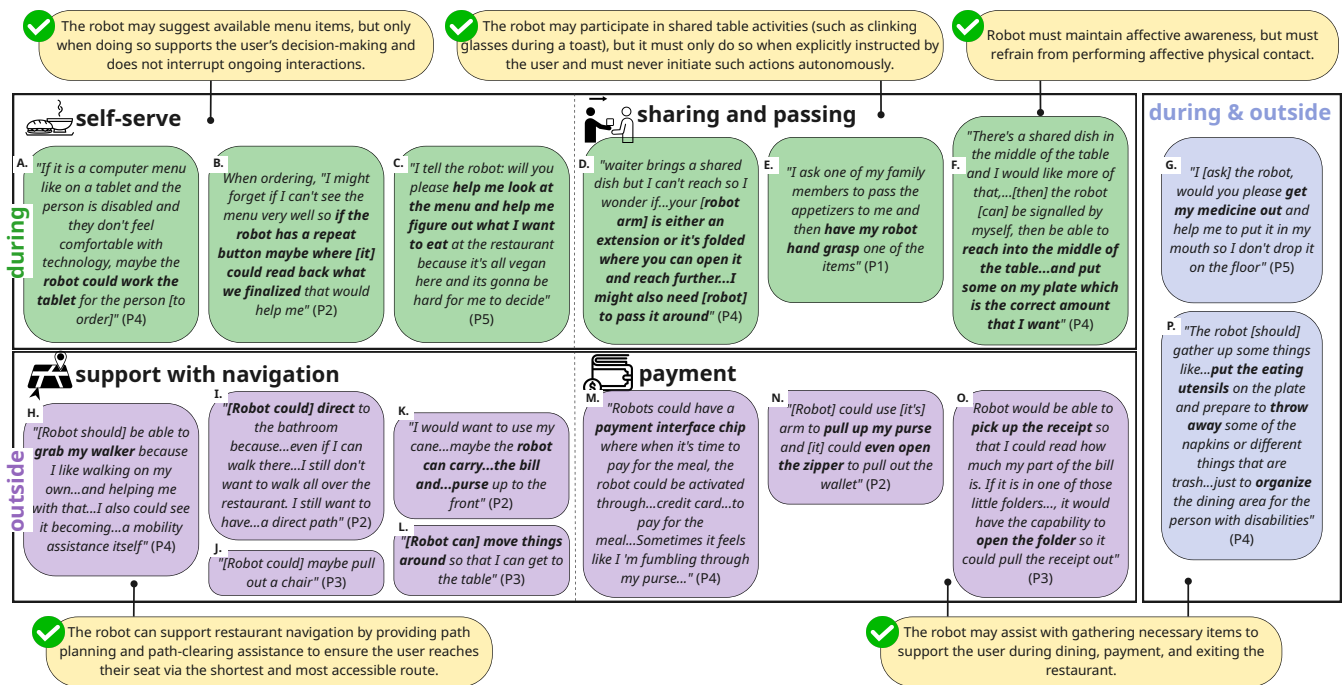 The robot may suggest available menu items, but only
when doing so supports the user's decision-making and
does not interrupt ongoing interactions.
The robot may participate in shared table activities (such as clinking
glasses during a toast), but it must only do so when explicitly instructed by
the user and must never initiate such actions autonomously.
Robot must maintain affective awareness, but must
refrain from performing affective physical contact.
self-serve
sharing and passing
during & outside
during
A.
"If it is a computer menu
like on a tablet and the
person is disabled and
they don't feel
comfortable with
technology, maybe the
robot could work the
tablet for the person [to
order]" (P4)
B.
When ordering, "I might
forget if I can't see the
menu very well so if the
robot has a repeat
button maybe where [it]
could read back what
we finalized that would
help me" (P2)
C.
"I tell the robot: will you
please help me look at
the menu and help me
figure out what I want
to eat at the restaurant
because it's all vegan
here and its gonna be
hard for me to decide"
(P5)
D.
"waiter brings a shared
dish but I can't reach so I
wonder if...your [robot
arm] is either an
extension or it's folded
where you can open it
and reach further...I
might also need [robot]
to pass it around" (P4)
E.
"I ask one of my family
members to pass the
appetizers to me and
then have my robot
hand grasp one of the
items" (P1)
F.
"There's a shared dish in
the middle of the table
and I would like more of
that,...[then] the robot
[can] be signalled by
myself, then be able to
reach into the middle of
the table...and put
some on my plate which
is the correct amount
that I want" (P4)
G.
"I [ask] the robot,
would you please get
my medicine out and
help me to put it in my
mouth so I don't drop it
on the floor" (P5)
P.
"The robot [should]
gather up some things
like...put the eating
utensils on the plate
and prepare to throw
away some of the
napkins or different
things that are
trash...just to organize
the dining area for the
person with disabilities"
(P4)
support with navigation
payment
outside
H.
"[Robot should] be able to
grab my walker because
I like walking on my
own...and helping me
with that...I also could see
it becoming...a mobility
assistance itself" (P4)
I.
"[Robot could] direct to
the bathroom
because...even if I can
walk there...I still don't
want to walk all over the
restaurant. I still want to
have...a direct path" (P2)
J.
"[Robot could] maybe pull
out a chair" (P3)
K.
"I would want to use my
cane...maybe the robot
can carry...the bill
and...purse up to the
front" (P2)
L.
"[Robot can] move things
around so that I can get to
the table" (P3)
M.
"Robots could have a
payment interface chip
where when it's time to
pay for the meal, the
robot could be activated
through...credit card...to
pay for the
meal...Sometimes it feels
like I 'm fumbling through
my purse..." (P4)
N.
"[Robot] could use [it's]
arm to pull up my purse
and [it] could even open
the zipper to pull out the
wallet" (P2)
O.
Robot would be able to
pick up the receipt so
that I could read how
much my part of the bill
is. If it is in one of those
little folders..., it would
have the capability to
open the folder so it
could pull the receipt out"
(P3)
The robot can support restaurant navigation by providing path
planning and path-clearing assistance to ensure the user reaches
their seat via the shortest and most accessible route.
The robot may assist with gathering necessary items to
support the user during dining, payment, and exiting the
restaurant.